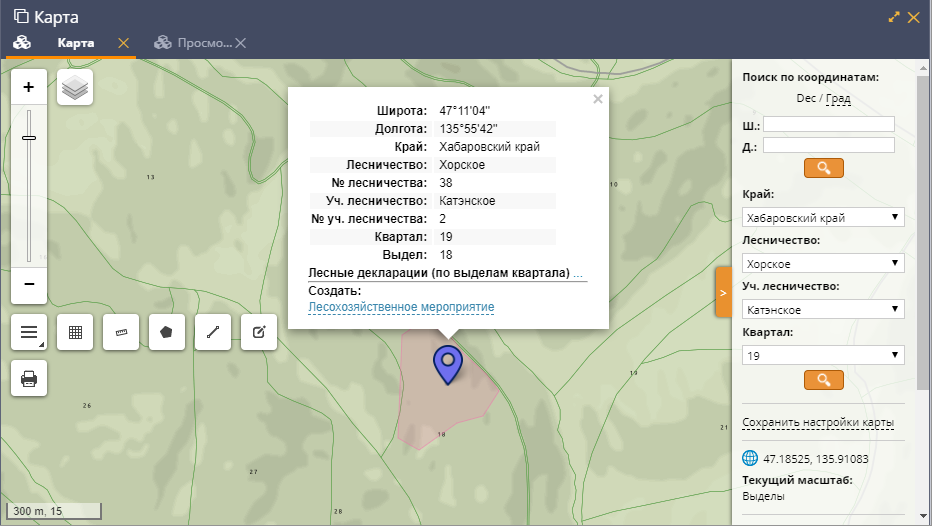 Карта
Карта
Просмо...
+
−
13
10
Широта: 47°11'04"
Долгота: 135°55'42"
Край: Хабаровский край
Лесничество: Хорское
№ лесничества: 38
Уч. лесничество: Катэнское
№ уч. лесничества: 2
Квартал: 19
Выдел: 18
Лесные декларации (по выделам квартала) ...
Создать:
Лесохозяйственное мероприятие
>
26
18
27
28
19
21
300 m, 15
Поиск по координатам:
Dec / Град
Ш.:
Д.:
Край:
Хабаровский край
Лесничество:
Хорское
Уч. лесничество:
Катэнское
Квартал:
19
Сохранить настройки карты
47.18525, 135.91083
Текущий масштаб:
Выделы